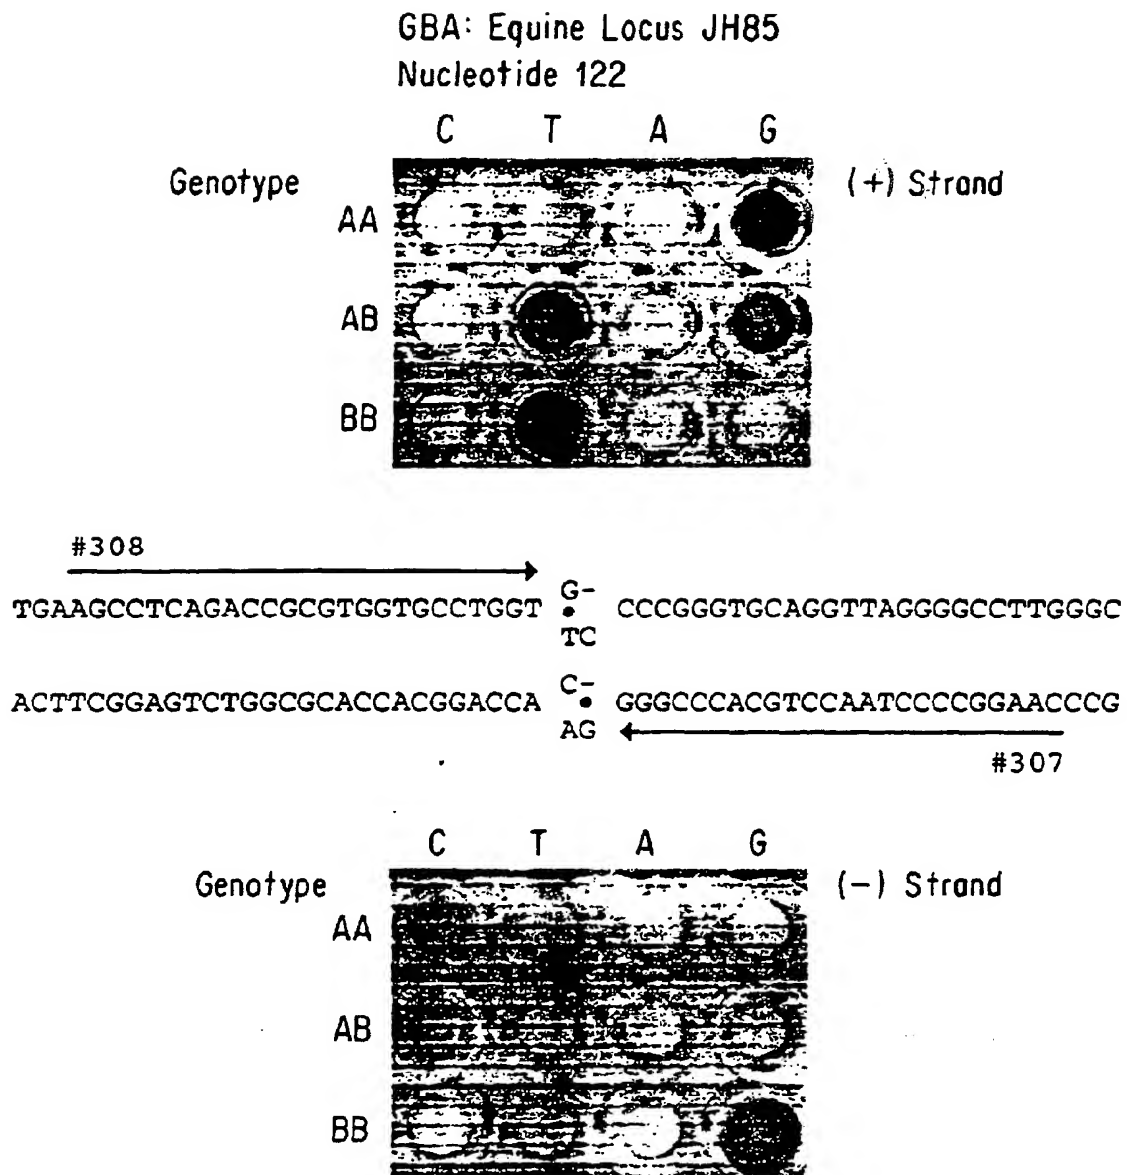 GBA: Equine Locus JH85
Nucleotide 122
C T A G
Genotype (+) Strand
AA
AB
BB
#308
G-
TGAAGCCTCAGACCGCGTGGTGCCTGGT • CCCGGGTGCAGGTTAGGGGCCTTGGGC
TC
C-
ACTTCGGAGTCTGGCGCACCACGGACCA • GGGCCCACGTCCAATCCCCGGAACCCG
AG
#307
C T A G
Genotype (-) Strand
AA
AB
BB